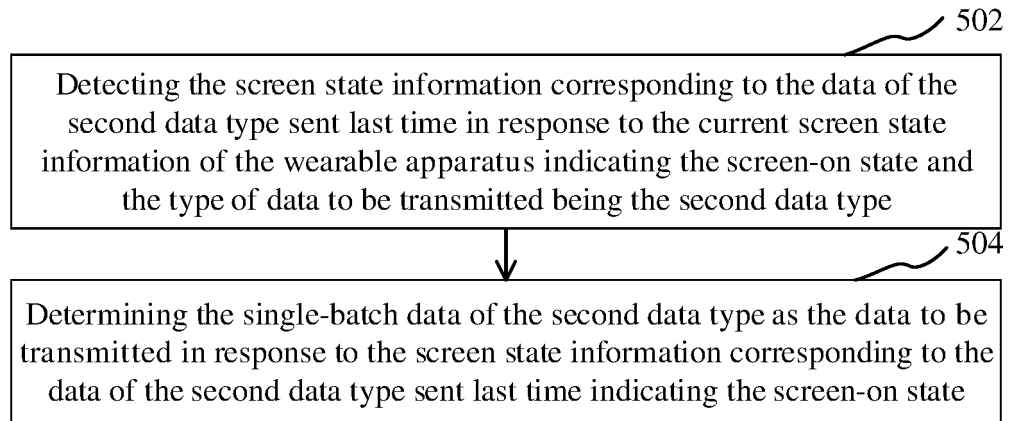 502
Detecting the screen state information corresponding to the data of the
second data type sent last time in response to the current screen state
information of the wearable apparatus indicating the screen-on state and
the type of data to be transmitted being the second data type
504
Determining the single-batch data of the second data type as the data to be
transmitted in response to the screen state information corresponding to the
data of the second data type sent last time indicating the screen-on state